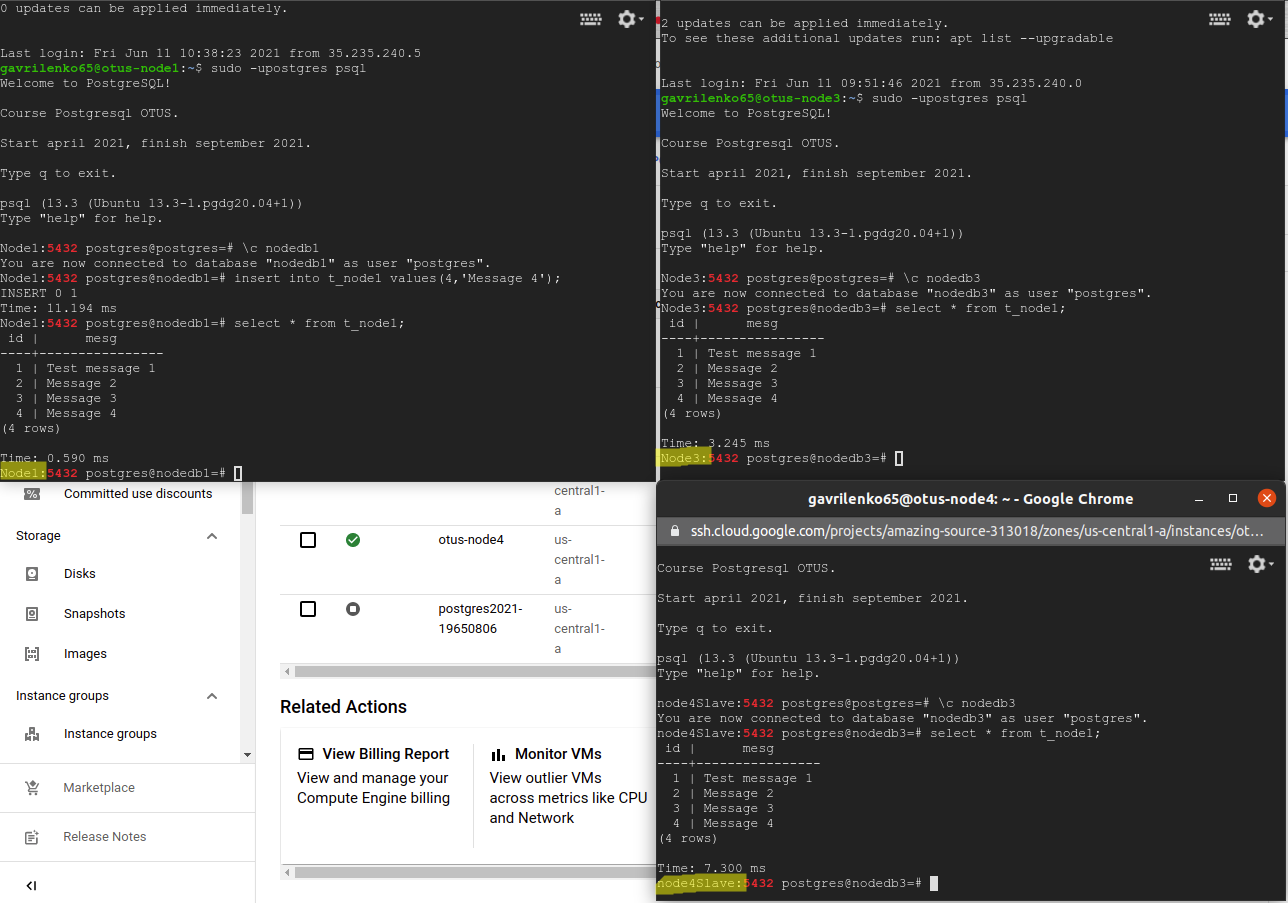 0 updates can be applied immediately.
Last login: Fri Jun 11 10:38:23 2021 from 35.235.240.5
gavrilenko65@otus-node1:~$ sudo -upostgres psql
Welcome to PostgreSQL!
Course Postgresql OTUS.
Start april 2021, finish september 2021.
Type q to exit.
psql (13.3 (Ubuntu 13.3-1.pgdg20.04+1))
Type "help" for help.
Node1:5432 postgres@postgres=# \c nodedb1
You are now connected to database "nodedb1" as user "postgres".
Node1:5432 postgres@nodedb1=# insert into t_node1 values(4,'Message 4');
INSERT 0 1
Time: 11.194 ms
Node1:5432 postgres@nodedb1=# select * from t_node1;
 id |      mesg
----+----------------
  1 | Test message 1
  2 | Message 2
  3 | Message 3
  4 | Message 4
(4 rows)
Time: 0.590 ms
Node1:5432 postgres@nodedb1=#
2 updates can be applied immediately.
To see these additional updates run: apt list --upgradable
Last login: Fri Jun 11 09:51:46 2021 from 35.235.240.0
gavrilenko65@otus-node3:~$ sudo -upostgres psql
Welcome to PostgreSQL!
Course Postgresql OTUS.
Start april 2021, finish september 2021.
Type q to exit.
psql (13.3 (Ubuntu 13.3-1.pgdg20.04+1))
Type "help" for help.
Node3:5432 postgres@postgres=# \c nodedb3
You are now connected to database "nodedb3" as user "postgres".
Node3:5432 postgres@nodedb3=# select * from t_node1;
 id |      mesg
----+----------------
  1 | Test message 1
  2 | Message 2
  3 | Message 3
  4 | Message 4
(4 rows)
Time: 3.245 ms
Node3:5432 postgres@nodedb3=#
Committed use discounts
Storage
Disks
Snapshots
Images
Instance groups
Instance groups
Marketplace
Release Notes
central1-
a
otus-node4
us-
central1-
a
postgres2021-
19650806
us-
central1-
a
Related Actions
View Billing Report
View and manage your
Compute Engine billing
Monitor VMs
View outlier VMs
across metrics like CPU
and Network
gavrilenko65@otus-node4: ~ - Google Chrome
ssh.cloud.google.com/projects/amazing-source-313018/zones/us-central1-a/instances/ot...
Course Postgresql OTUS.
Start april 2021, finish september 2021.
Type q to exit.
psql (13.3 (Ubuntu 13.3-1.pgdg20.04+1))
Type "help" for help.
node4Slave:5432 postgres@postgres=# \c nodedb3
You are now connected to database "nodedb3" as user "postgres".
node4Slave:5432 postgres@nodedb3=# select * from t_node1;
 id |      mesg
----+----------------
  1 | Test message 1
  2 | Message 2
  3 | Message 3
  4 | Message 4
(4 rows)
Time: 7.300 ms
node4Slave:5432 postgres@nodedb3=#